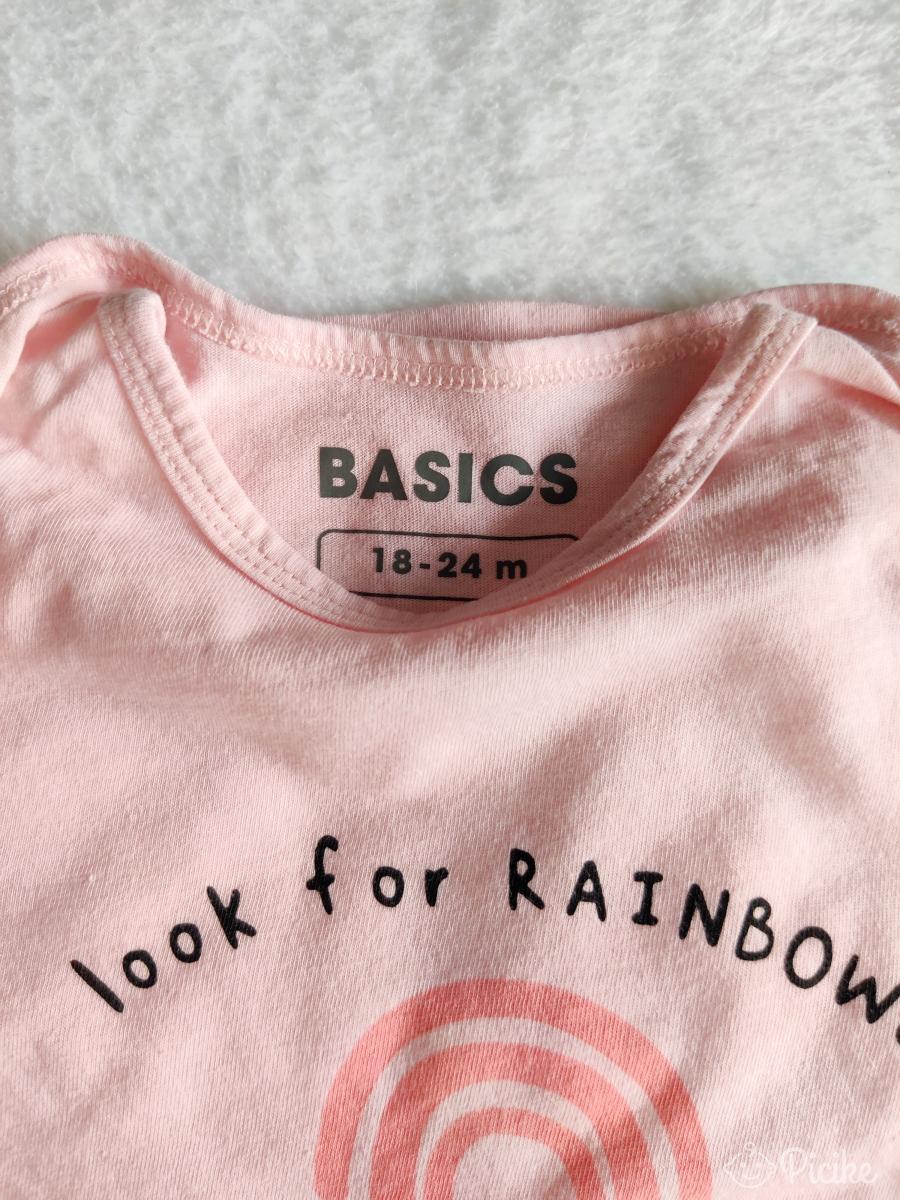 BASICS
18-24 m
look for RAINBOW
Picike